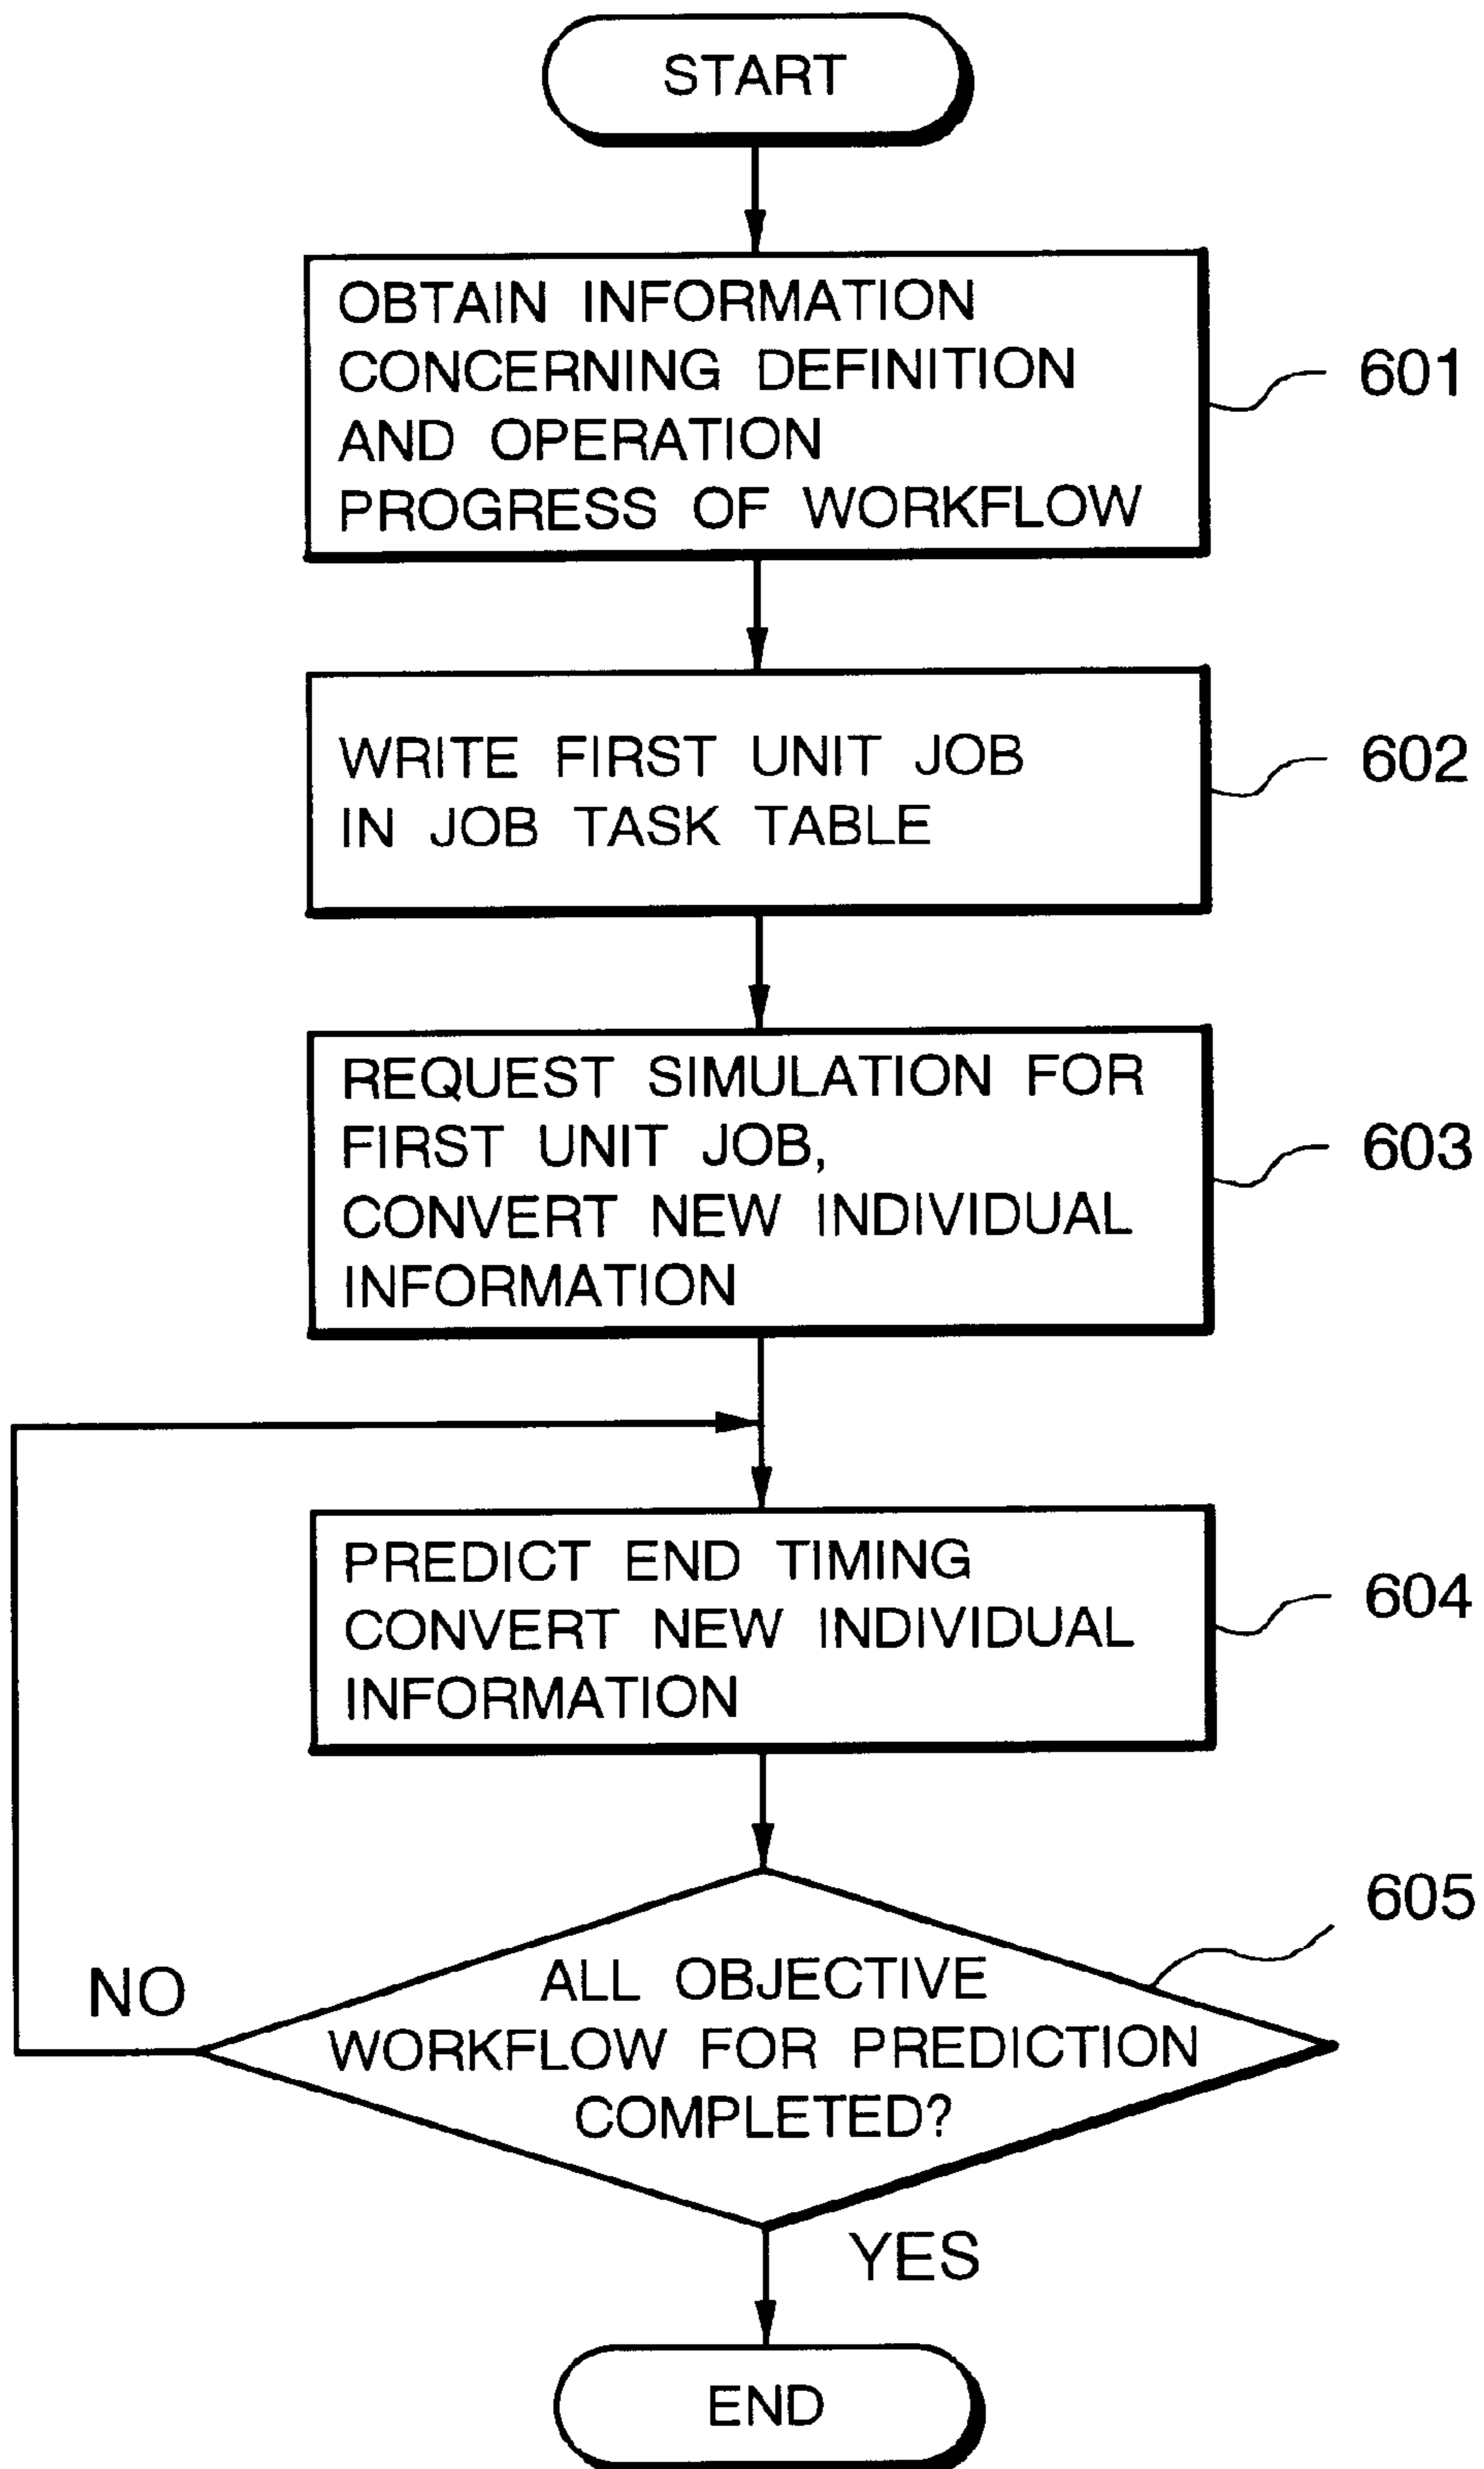 START
OBTAIN INFORMATION
CONCERNING DEFINITION
AND OPERATION
PROGRESS OF WORKFLOW
601
WRITE FIRST UNIT JOB
IN JOB TASK TABLE
602
REQUEST SIMULATION FOR
FIRST UNIT JOB,
CONVERT NEW INDIVIDUAL
INFORMATION
603
PREDICT END TIMING
CONVERT NEW INDIVIDUAL
INFORMATION
604
605
NO
ALL OBJECTIVE
WORKFLOW FOR PREDICTION
COMPLETED?
YES
END